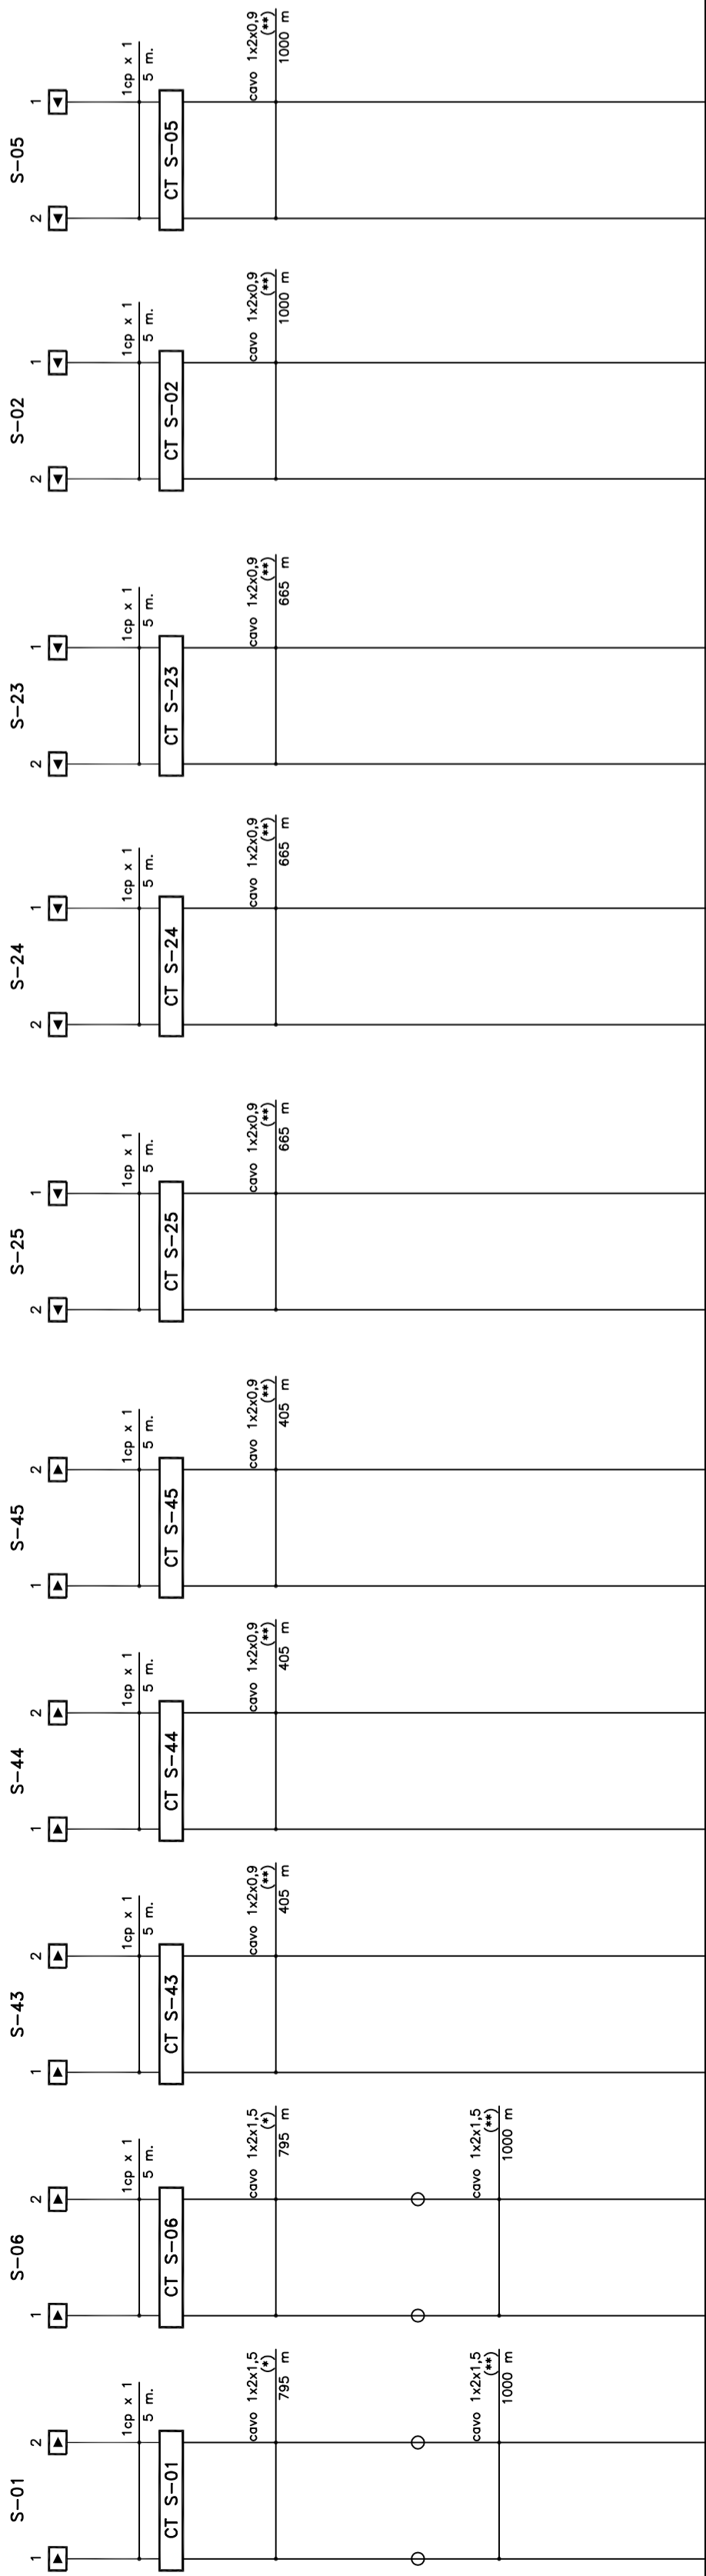 S-01
1 2
1cp x 1
5 m.
CT S-01
cavo 1x2x1,5
(*)
795 m
cavo 1x2x1,5
(**)
1000 m
S-06
1 2
1cp x 1
5 m.
CT S-06
cavo 1x2x1,5
(*)
795 m
cavo 1x2x1,5
(**)
1000 m
S-43
1 2
1cp x 1
5 m.
CT S-43
cavo 1x2x0,9
(**)
405 m
S-44
1 2
1cp x 1
5 m.
CT S-44
cavo 1x2x0,9
(**)
405 m
S-45
1 2
1cp x 1
5 m.
CT S-45
cavo 1x2x0,9
(**)
405 m
S-25
2 1
1cp x 1
5 m.
CT S-25
cavo 1x2x0,9
(**)
665 m
S-24
2 1
1cp x 1
5 m.
CT S-24
cavo 1x2x0,9
(**)
665 m
S-23
2 1
1cp x 1
5 m.
CT S-23
cavo 1x2x0,9
(**)
665 m
S-02
2 1
1cp x 1
5 m.
CT S-02
cavo 1x2x0,9
(**)
1000 m
S-05
2 1
1cp x 1
5 m.
CT S-05
cavo 1x2x0,9
(**)
1000 m